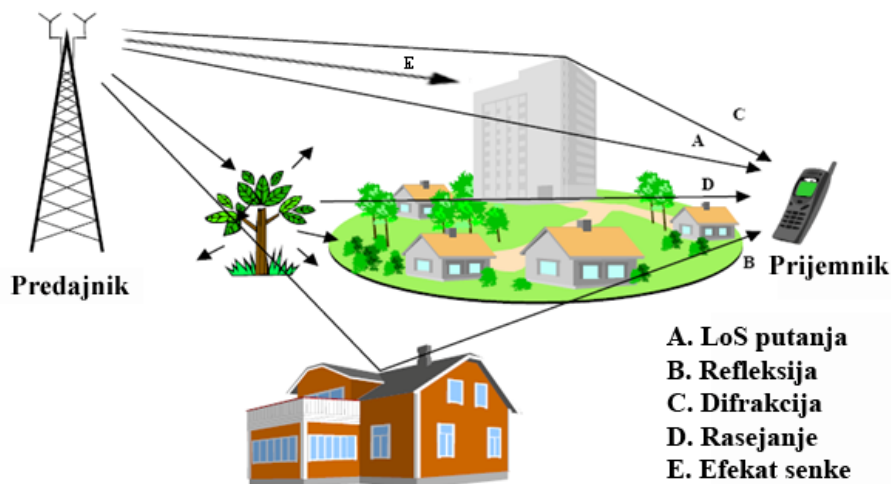 E
C
A
D
B
Predajnik
Prijemnik
A. LoS putanja
B. Refleksija
C. Difrakcija
D. Rasejanje
E. Efekat senke